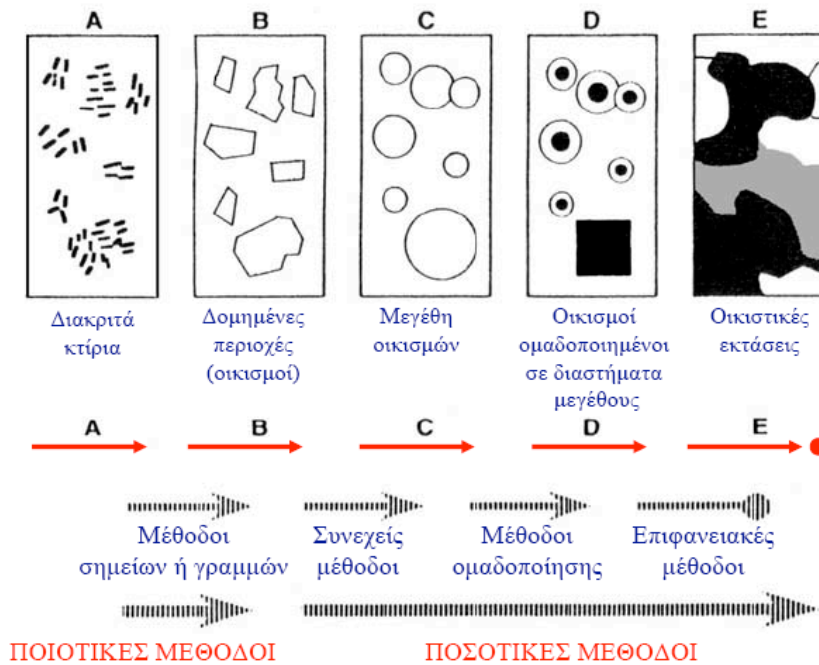 A B C D E
Διακριτά
κτίρια
Δομημένες
περιοχές
(οικισμοί)
Μεγέθη
οικισμών
Οικισμοί
ομαδοποιημένοι
σε διαστήματα
μεγέθους
Οικιστικές
εκτάσεις
A B C D E
Μέθοδοι
σημείων ή γραμμών
Συνεχείς
μέθοδοι
Μέθοδοι
ομαδοποίησης
Επιφανειακές
μέθοδοι
ΠΟΙΟΤΙΚΕΣ ΜΕΘΟΔΟΙ
ΠΟΣΟΤΙΚΕΣ ΜΕΘΟΔΟΙ